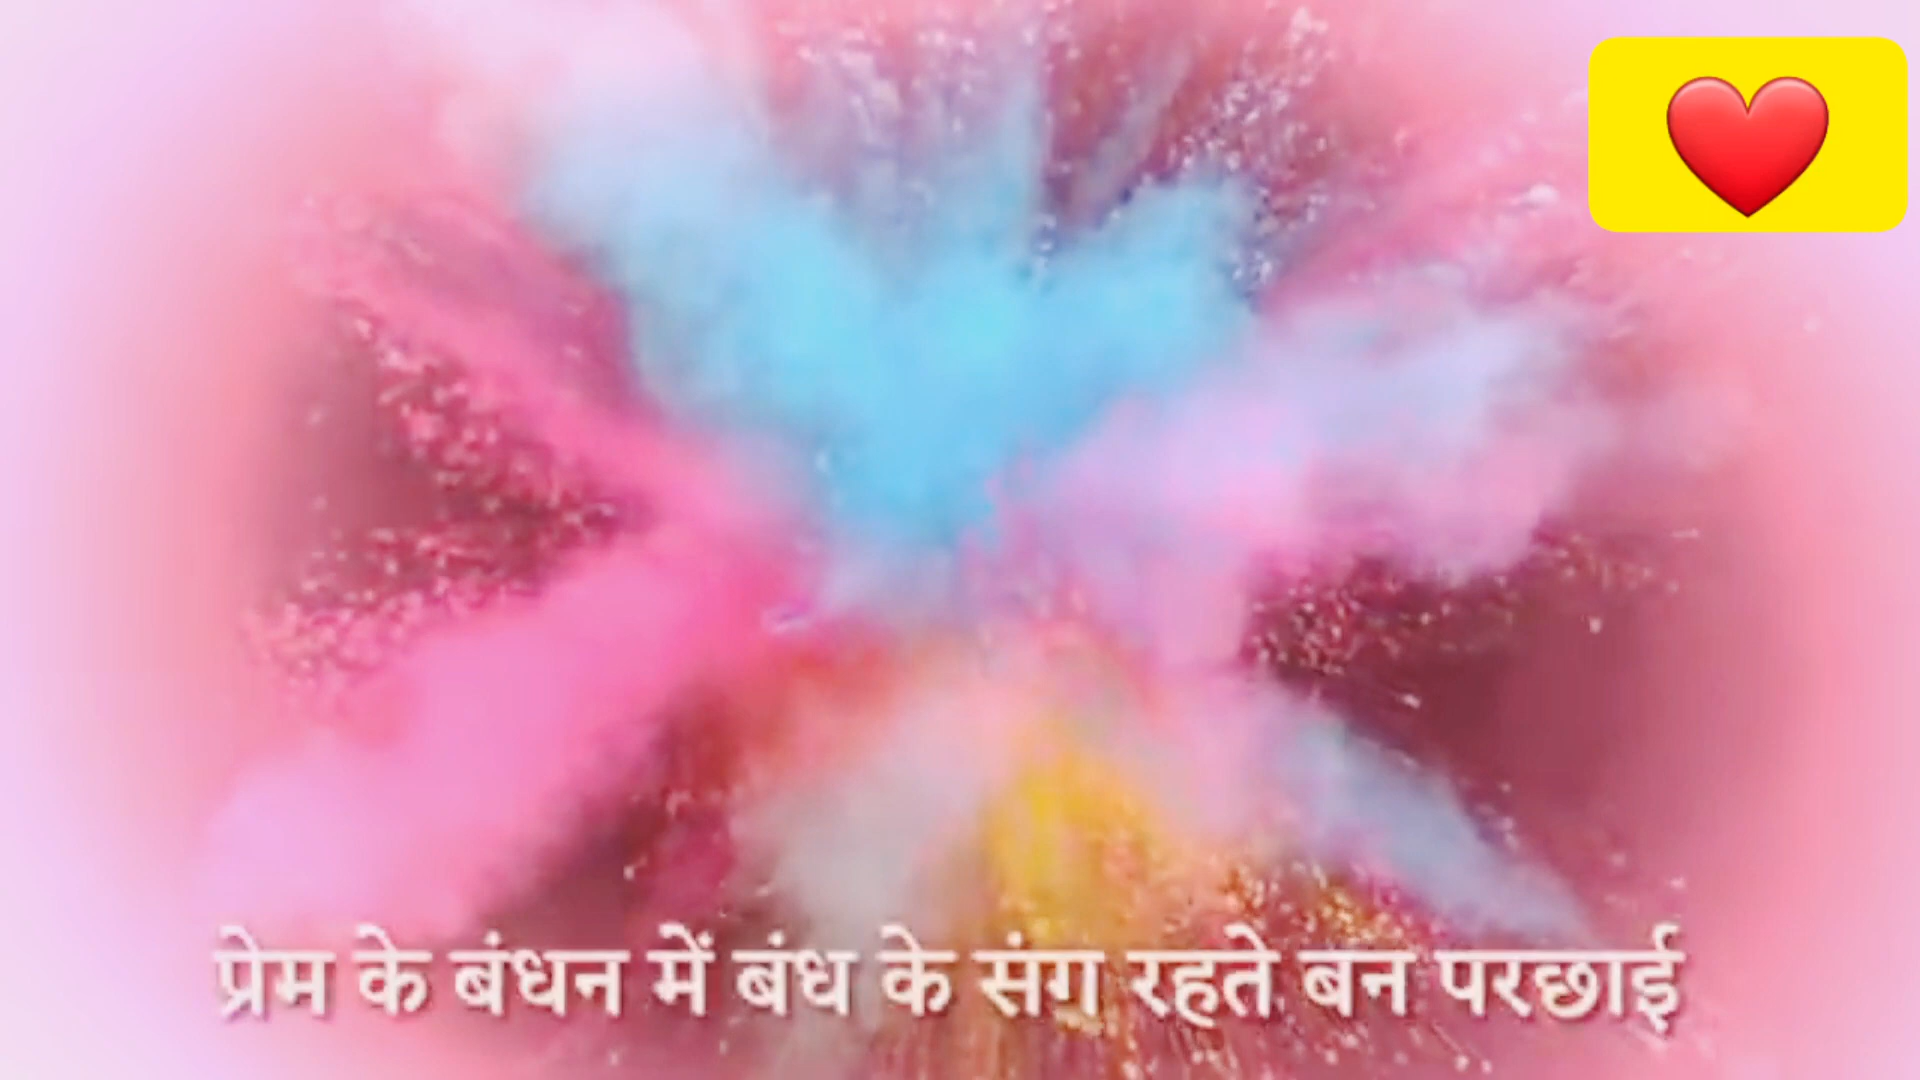 प्रेम के बंधन में बंध के संग रहते बन परछाई